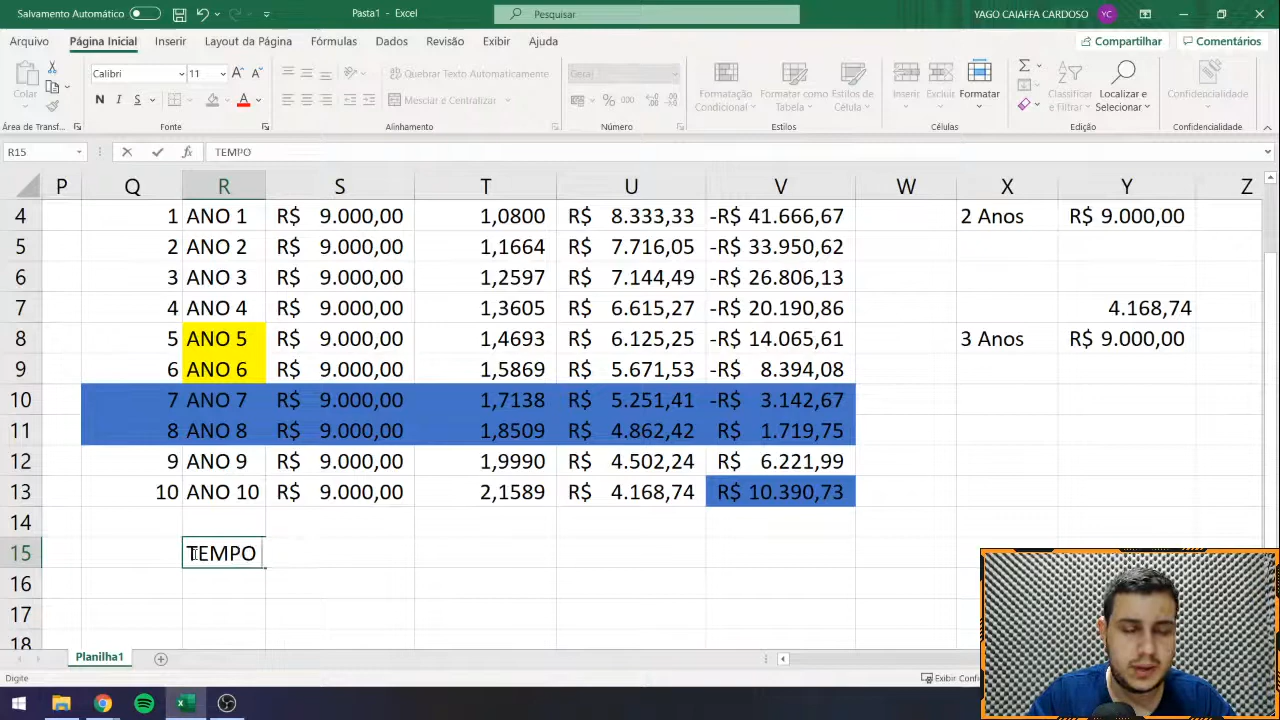 Salvamento Automático
Pasta1 - Excel
Pesquisar
YAGO CAIAFFA CARDOSO YC
Arquivo Página Inicial Inserir Layout da Página Fórmulas Dados Revisão Exibir Ajuda Compartilhar Comentários
Colar
Calibri 11
N I S
A
Quebrar Texto Automaticamente
Mesclar e Centralizar
Geral
% 000
Formatação Condicional
Formatar como Tabela
Estilos de Célula
Inserir Excluir Formatar
Classificar e filtrar
Localizar e Selecionar
Confidencialidade
Área de Transf... Fonte Alinhamento Número Estilos Células Edição Confidencialidade
R15 fx TEMPO
P Q R S T U V W X Y Z
4 1 ANO 1 R$ 9.000,00 1,0800 R$ 8.333,33 -R$ 41.666,67 2 Anos R$ 9.000,00
5 2 ANO 2 R$ 9.000,00 1,1664 R$ 7.716,05 -R$ 33.950,62
6 3 ANO 3 R$ 9.000,00 1,2597 R$ 7.144,49 -R$ 26.806,13
7 4 ANO 4 R$ 9.000,00 1,3605 R$ 6.615,27 -R$ 20.190,86 4.168,74
8 5 ANO 5 R$ 9.000,00 1,4693 R$ 6.125,25 -R$ 14.065,61 3 Anos R$ 9.000,00
9 6 ANO 6 R$ 9.000,00 1,5869 R$ 5.671,53 -R$ 8.394,08
10 7 ANO 7 R$ 9.000,00 1,7138 R$ 5.251,41 -R$ 3.142,67
11 8 ANO 8 R$ 9.000,00 1,8509 R$ 4.862,42 R$ 1.719,75
12 9 ANO 9 R$ 9.000,00 1,9990 R$ 4.502,24 R$ 6.221,99
13 10 ANO 10 R$ 9.000,00 2,1589 R$ 4.168,74 R$ 10.390,73
14
15 TEMPO
16
17
18
Planilha1
Digite
Exibir Confi